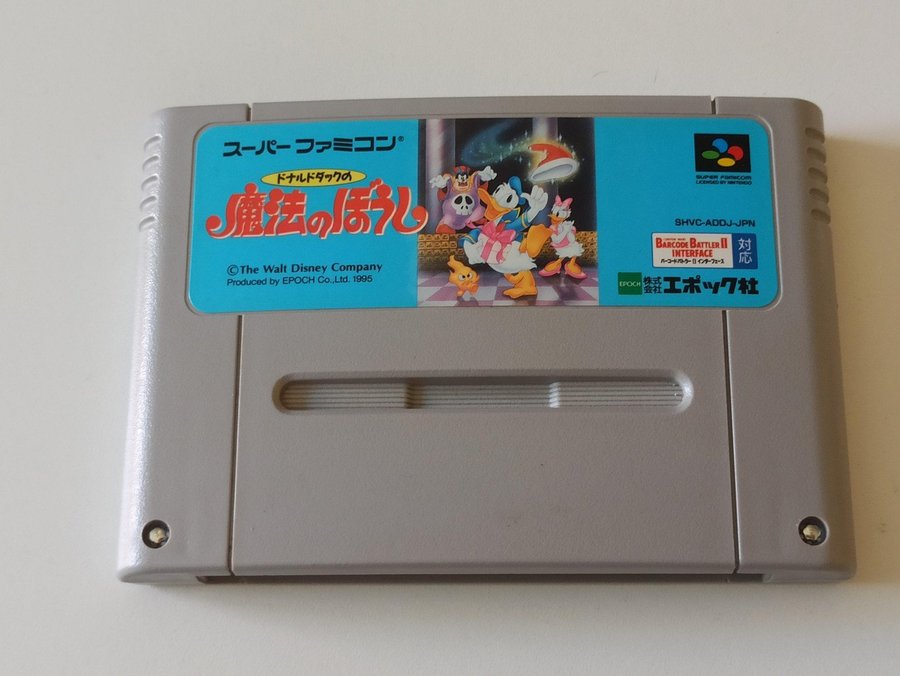 スーパーファミコン®
ドナルドダックの
魔法のぼうし
©The Walt Disney Company
Produced by EPOCH Co.,Ltd. 1995
SUPER FAMICOM
LICENSED BY NINTENDO
SHVC-ADDJ-JPN
BARCODE BATTLER II
INTERFACE
バーコードバトラー II インターフェース
対応
EPOCH
株式会社エポック社